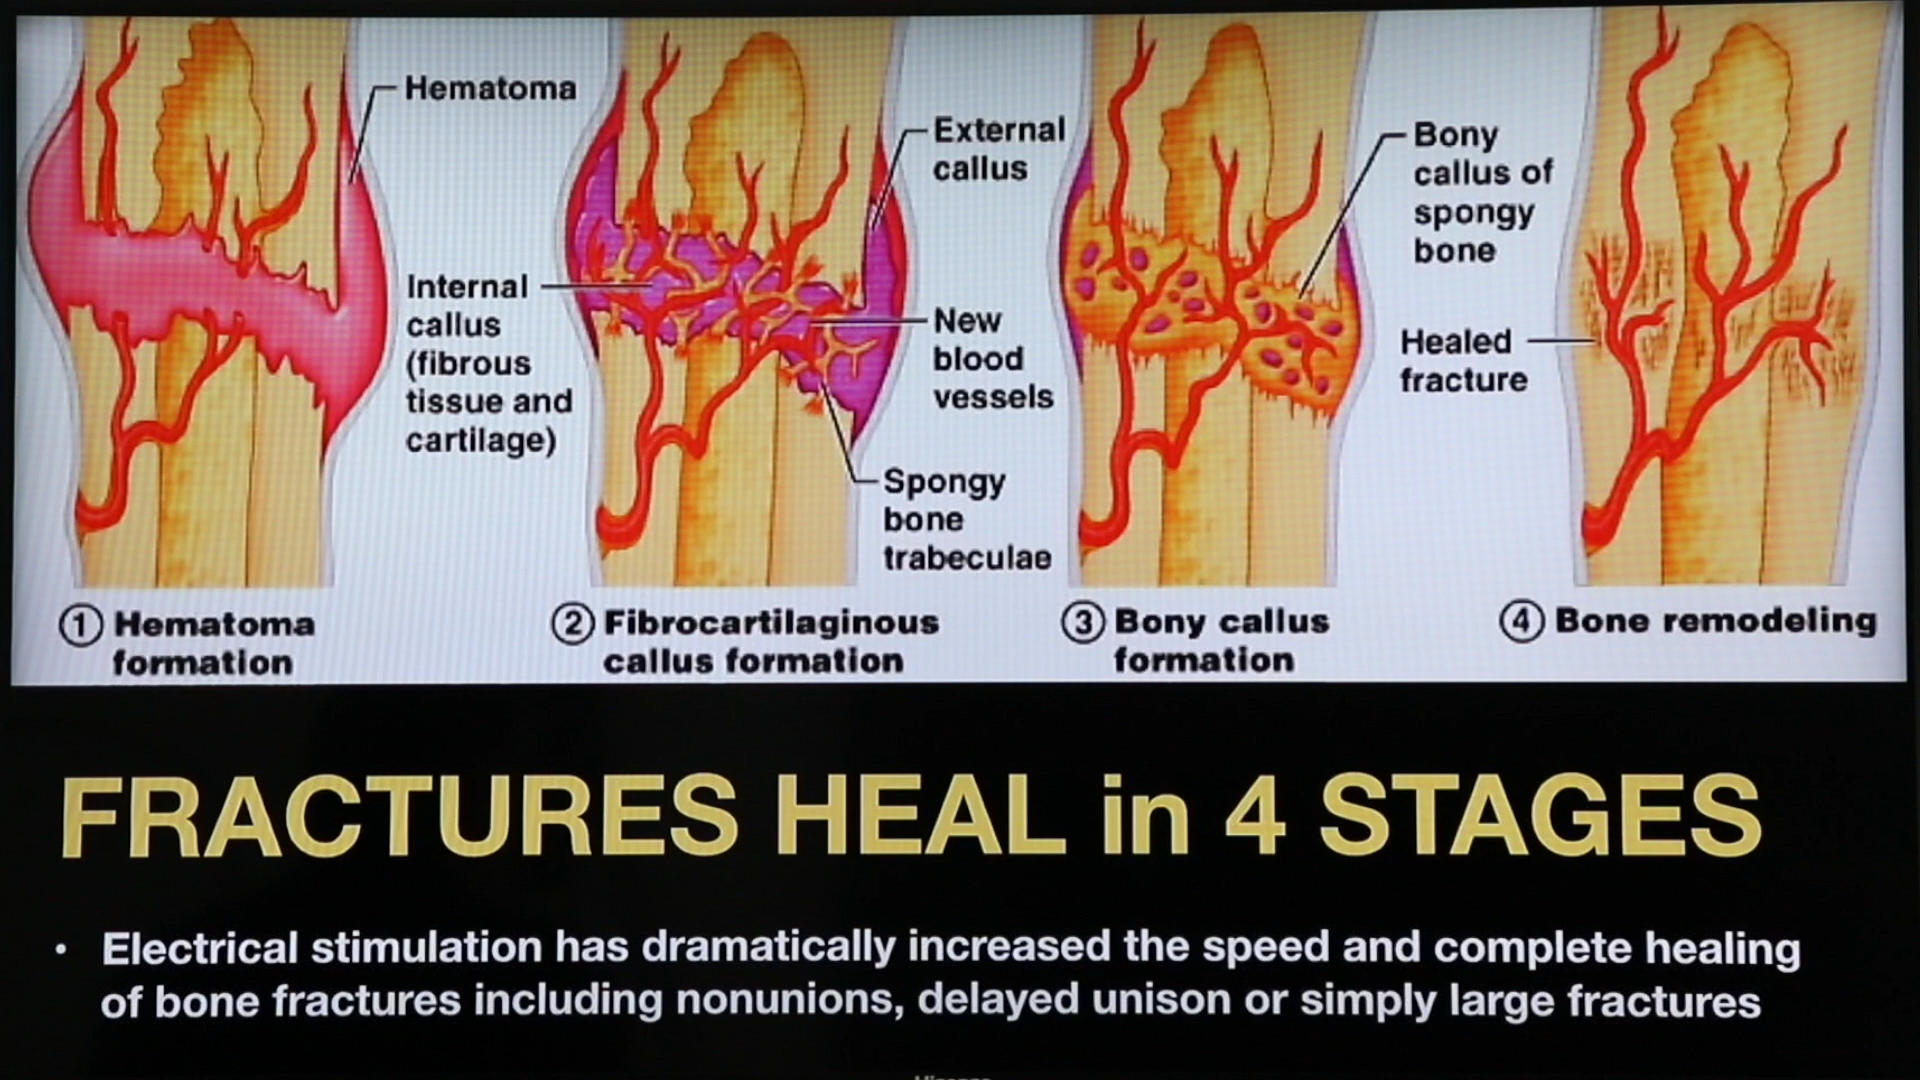 Hematoma
Internal
callus
(fibrous
tissue and
cartilage)
External
callus
New
blood
vessels
Spongy
bone
trabeculae
Bony
callus of
spongy
bone
Healed
fracture
1 Hematoma
formation
2 Fibrocartilaginous
callus formation
3 Bony callus
formation
4 Bone remodeling
FRACTURES HEAL in 4 STAGES
• Electrical stimulation has dramatically increased the speed and complete healing
of bone fractures including nonunions, delayed unison or simply large fractures